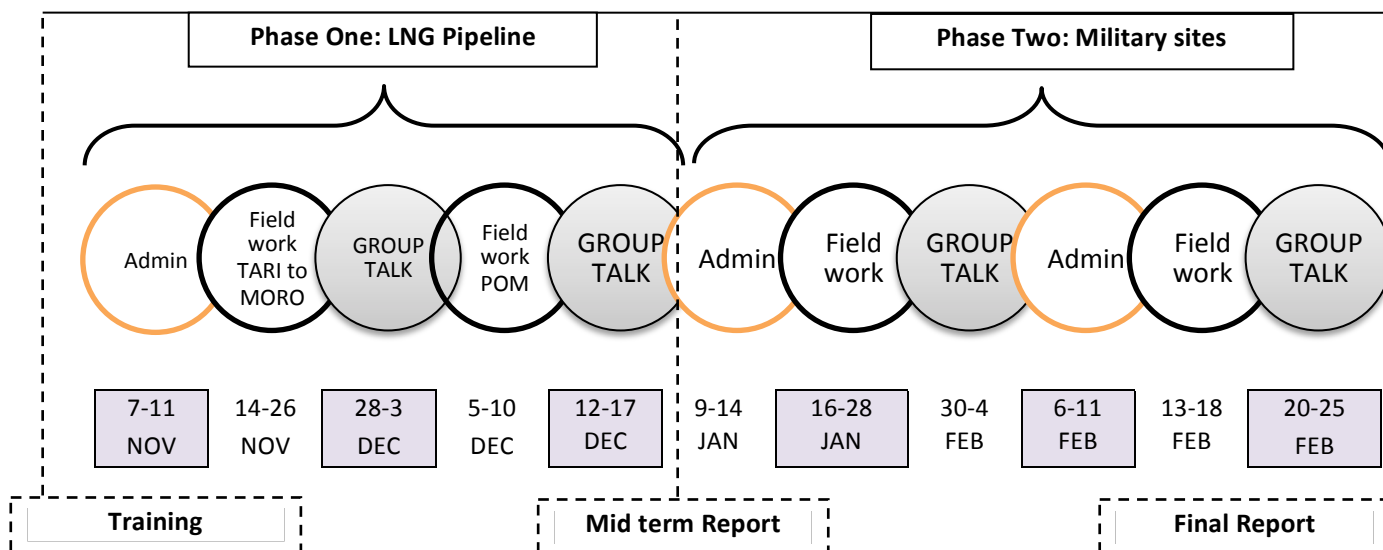 Phase One: LNG Pipeline
Phase Two: Military sites
Admin
Field
work
TARI to
MORO
GROUP
TALK
Field
work
POM
GROUP
TALK
Admin
Field
work
GROUP
TALK
Admin
Field
work
GROUP
TALK
7-11
NOV
14-26
NOV
28-3
DEC
5-10
DEC
12-17
DEC
9-14
JAN
16-28
JAN
30-4
FEB
6-11
FEB
13-18
FEB
20-25
FEB
Training
Mid term Report
Final Report